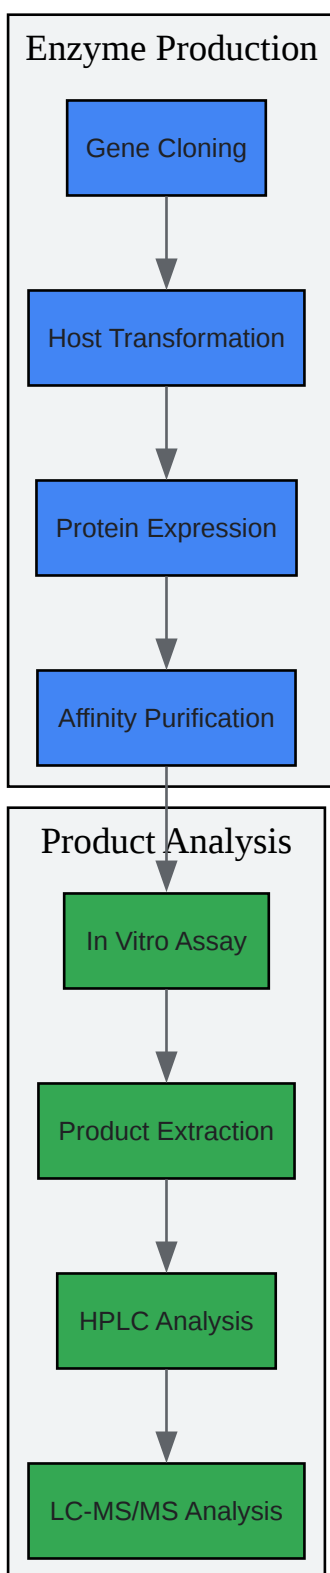 Enzyme Production
Gene Cloning
Host Transformation
Protein Expression
Affinity Purification
Product Analysis
In Vitro Assay
Product Extraction
HPLC Analysis
LC-MS/MS Analysis